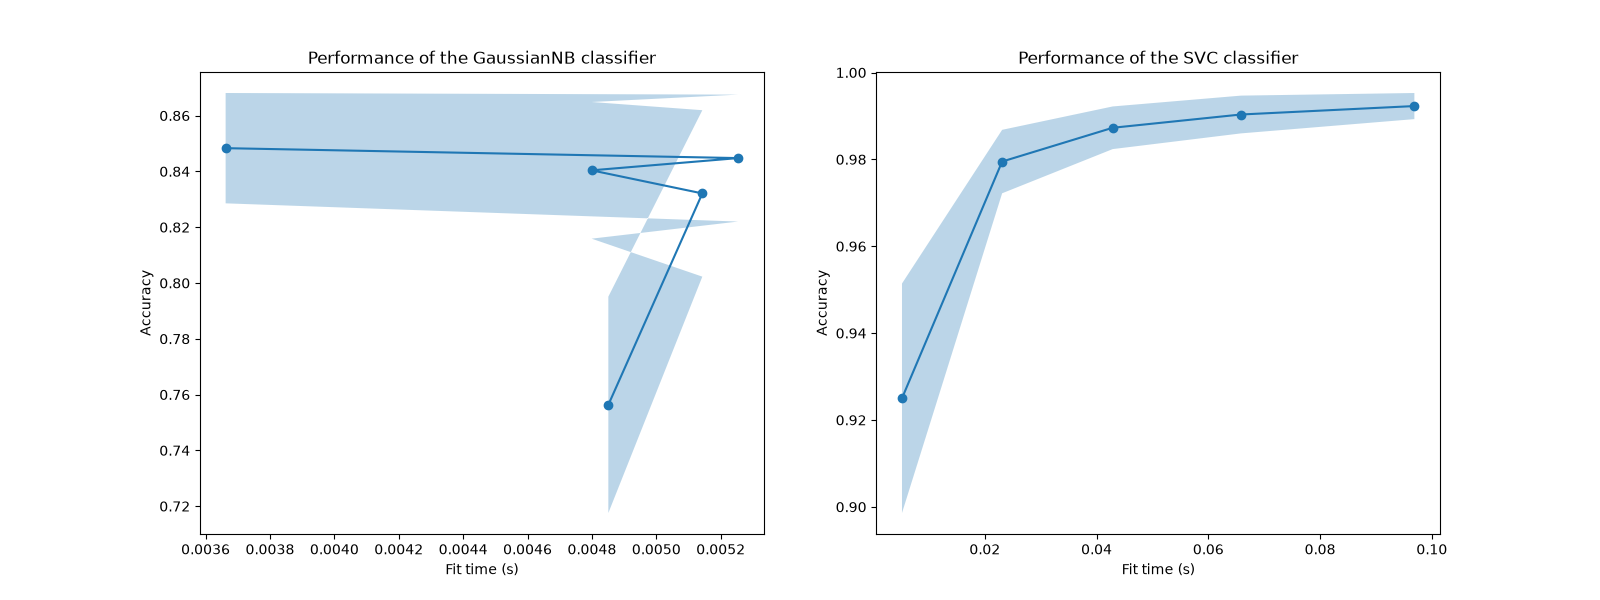 Performance of the GaussianNB classifier
Accuracy
0.86
0.84
0.82
0.80
0.78
0.76
0.74
0.72
0.0036 0.0038 0.0040 0.0042 0.0044 0.0046 0.0048 0.0050 0.0052
Fit time (s)
Performance of the SVC classifier
Accuracy
1.00
0.98
0.96
0.94
0.92
0.90
0.02 0.04 0.06 0.08 0.10
Fit time (s)